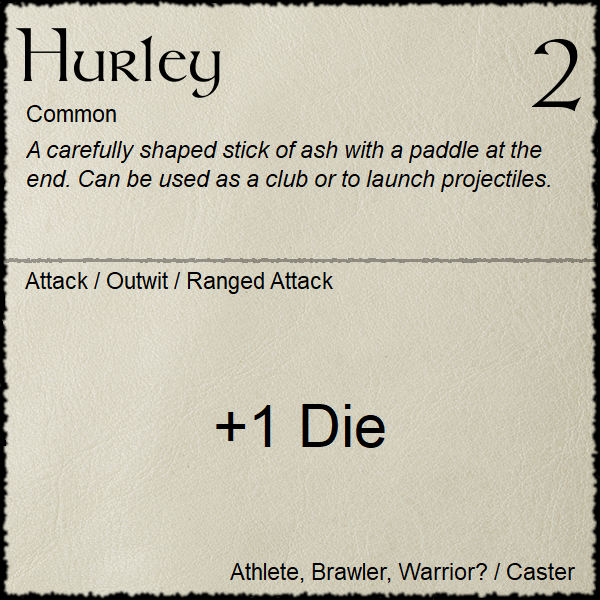 Hurley
2
Common
A carefully shaped stick of ash with a paddle at the
end. Can be used as a club or to launch projectiles.
Attack / Outwit / Ranged Attack
+1 Die
Athlete, Brawler, Warrior? / Caster